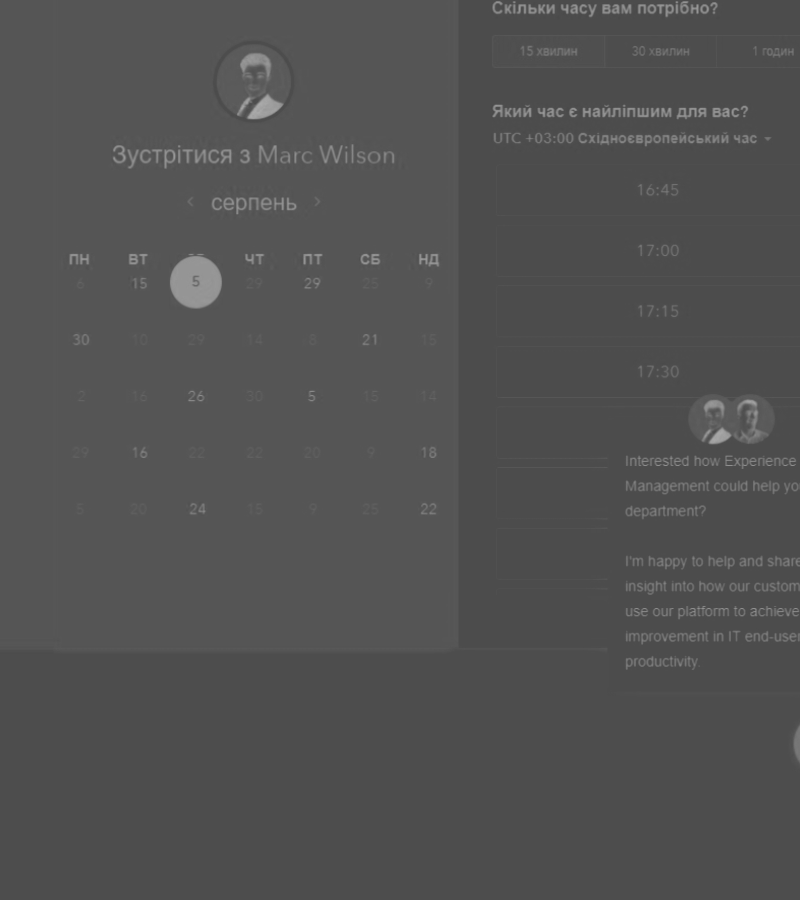 Зустрітися з Marc Wilson
‹ серпень ›
ПН ВТ ЧТ ПТ СБ НД
6 15 5 29 29 25 9
30 10 29 14 8 21 15
2 16 26 30 5 15 14
29 16 22 22 20 9 18
5 20 24 15 9 25 22
Скільки часу вам потрібно?
15 хвилин 30 хвилин 1 годин
Який час є найліпшим для вас?
UTC +03:00 Східноєвропейський час
16:45
17:00
17:15
17:30
Interested how Experience
Management could help you
department?
I'm happy to help and share
insight into how our custom
use our platform to achieve
improvement in IT end-user
productivity.